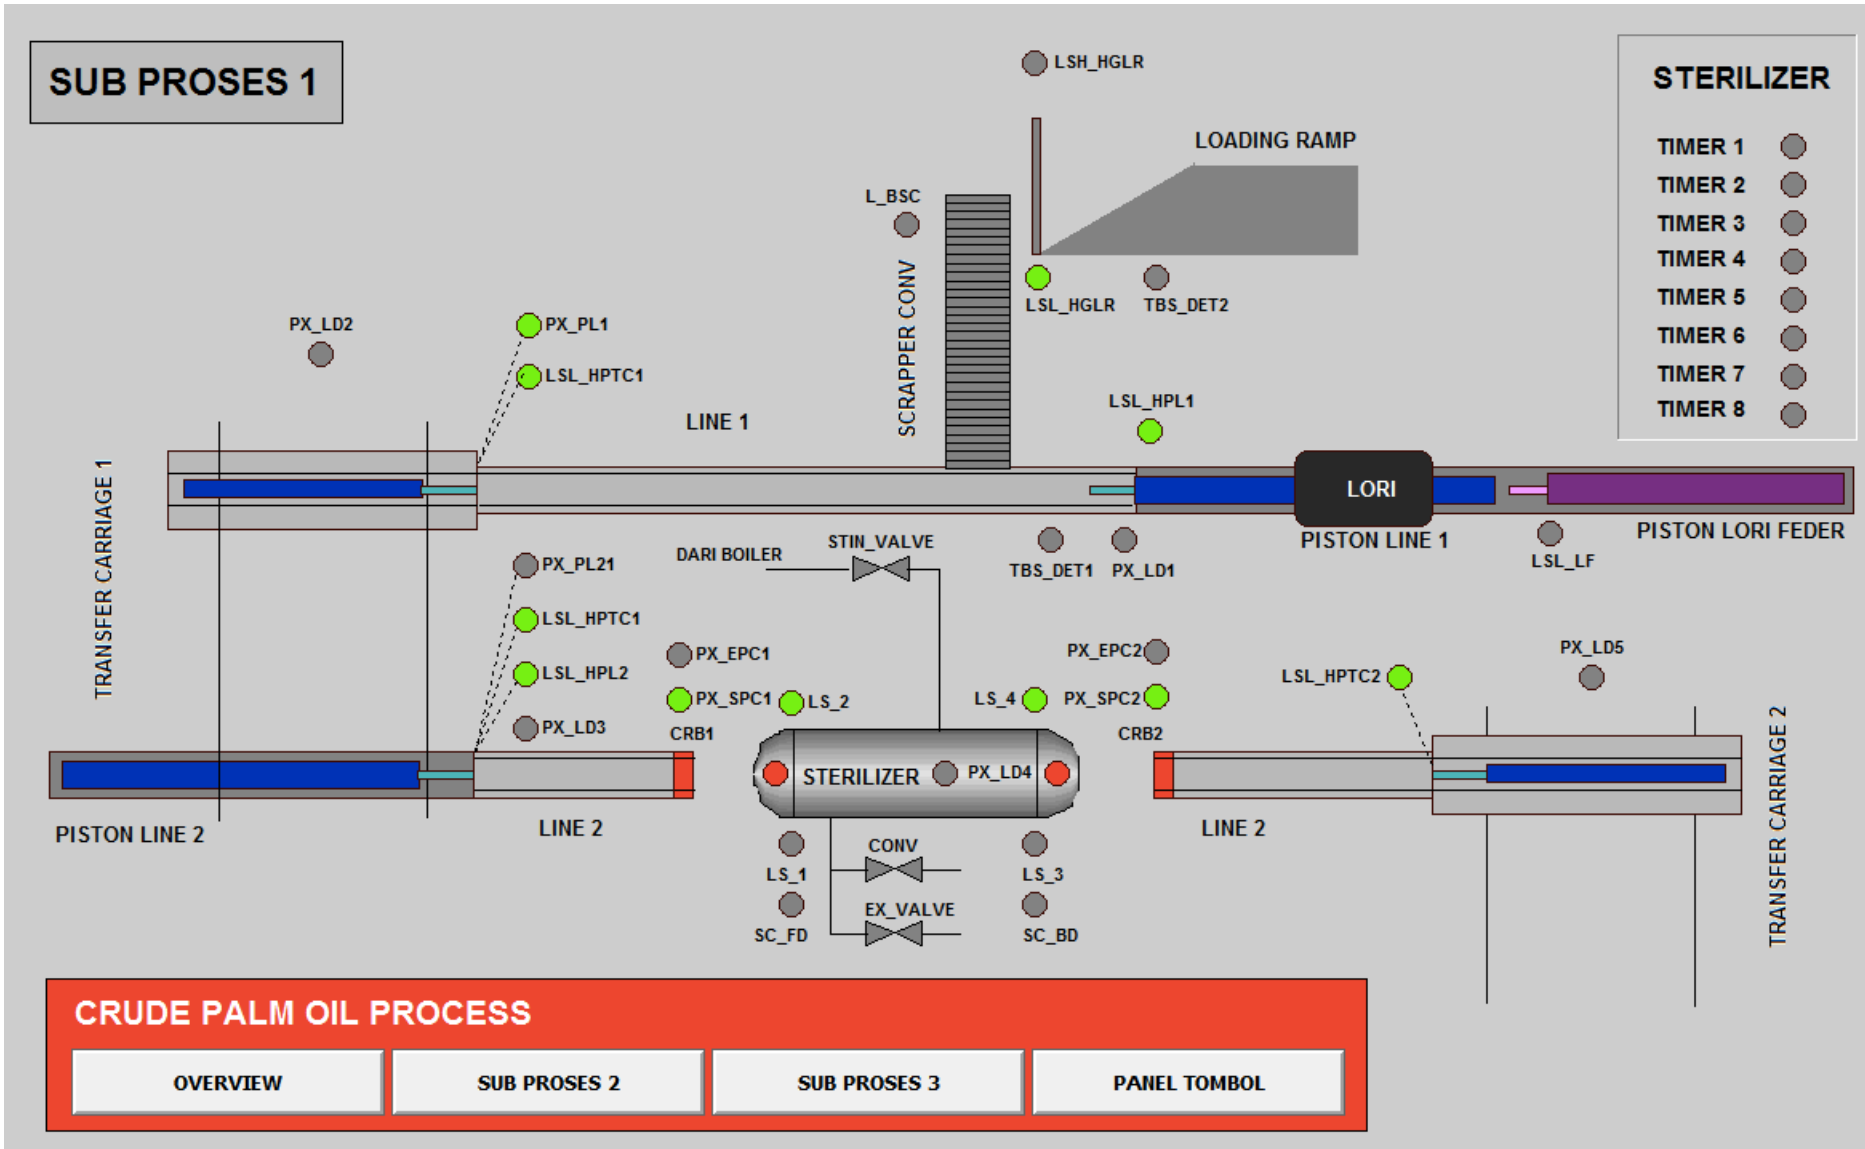 SUB PROSES 1
LSH_HGLR
STERILIZER
LOADING RAMP
TIMER 1
TIMER 2
TIMER 3
TIMER 4
TIMER 5
TIMER 6
TIMER 7
TIMER 8
L_BSC
SCRAPPER CONV
LSL_HGLR
TBS_DET2
PX_LD2
PX_PL1
LSL_HPTC1
LINE 1
LSL_HPL1
TRANSFER CARRIAGE 1
LORI
PISTON LINE 1
PISTON LORI FEDER
LSL_LF
DARI BOILER
STIN_VALVE
TBS_DET1
PX_LD1
PX_PL21
LSL_HPTC1
LSL_HPL2
PX_LD3
PX_EPC1
PX_SPC1
LS_2
CRB1
LS_4
PX_EPC2
PX_SPC2
CRB2
LSL_HPTC2
PX_LD5
TRANSFER CARRIAGE 2
STERILIZER
PX_LD4
PISTON LINE 2
LINE 2
LINE 2
LS_1
CONV
LS_3
SC_FD
EX_VALVE
SC_BD
CRUDE PALM OIL PROCESS
OVERVIEW
SUB PROSES 2
SUB PROSES 3
PANEL TOMBOL